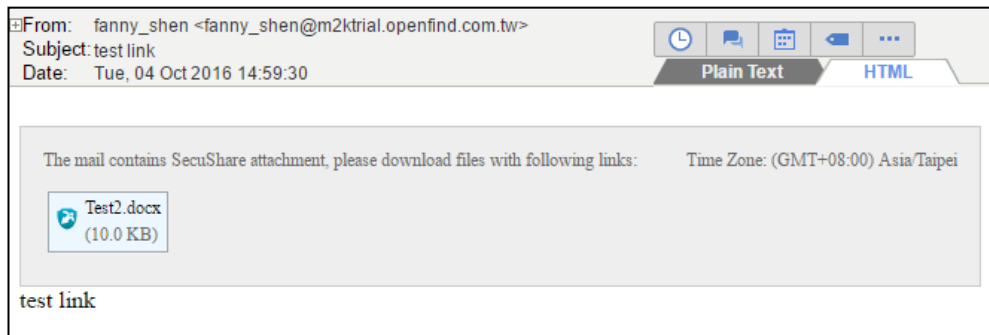 From: fanny_shen <fanny_shen@m2ktrial.openfind.com.tw>
Subject: test link
Date: Tue, 04 Oct 2016 14:59:30
Plain Text
HTML
The mail contains SecuShare attachment, please download files with following links: Time Zone: (GMT+08:00) Asia/Taipei
Test2.docx
(10.0 KB)
test link